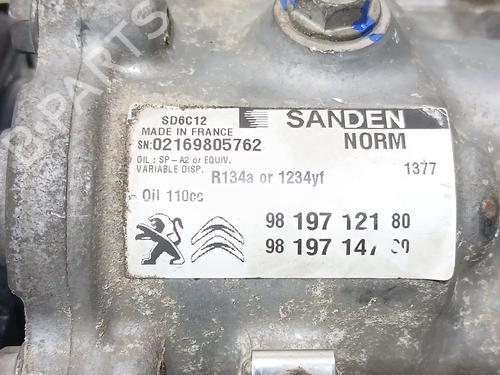 SD6C12
SANDEN
MADE IN FRANCE
NORM
SN:02169805762
OIL : SP-A2 or EQUIV.
VARIABLE DISP.
R134a or 1234yf
1377
Oil 110cc
98 197 121 80
98 197 147